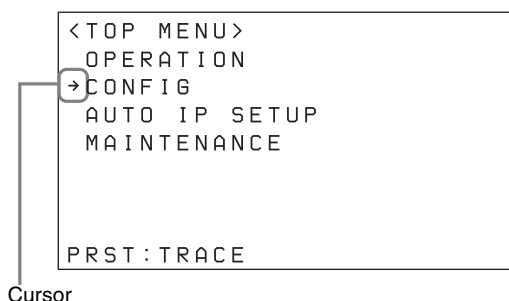 <TOP MENU>
OPERATION
→CONFIG
AUTO IP SETUP
MAINTENANCE
PRST:TRACE
Cursor